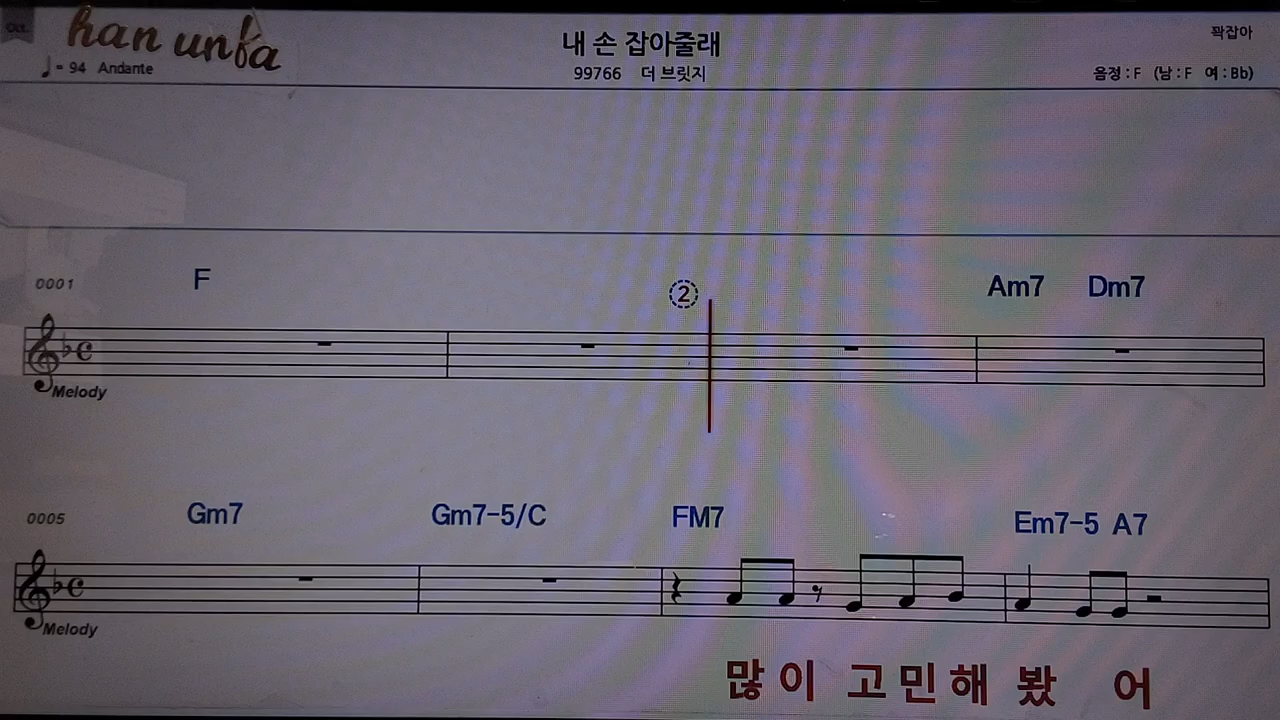 han unba
내 손 잡아줄래
꽉잡아
♩= 94 Andante
99766 더 브릿지
음정 : F (남 : F 여 : Bb)
0001 F ② Am7 Dm7
Melody
0005 Gm7 Gm7-5/C FM7 Em7-5 A7
Melody
많 이 고 민 해 봤 어